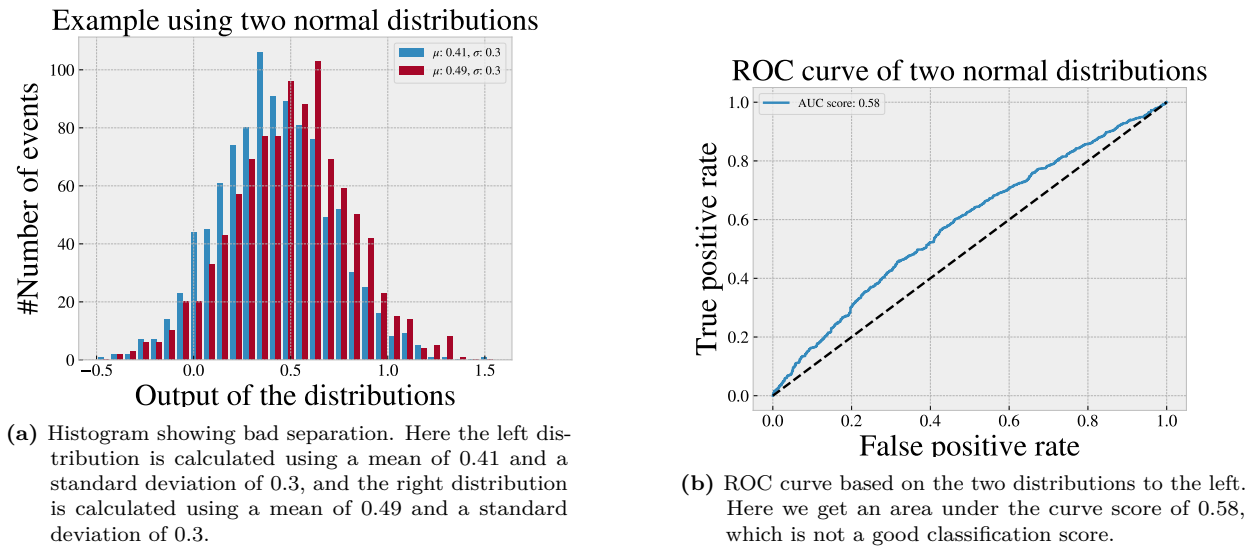 Example using two normal distributions
μ: 0.41, σ: 0.3
μ: 0.49, σ: 0.3
#Number of events
100
80
60
40
20
0
−0.5
0.0
0.5
1.0
1.5
Output of the distributions
(a) Histogram showing bad separation. Here the left dis-
tribution is calculated using a mean of 0.41 and a
standard deviation of 0.3, and the right distribution
is calculated using a mean of 0.49 and a standard
deviation of 0.3.
ROC curve of two normal distributions
AUC score: 0.58
True positive rate
1.0
0.8
0.6
0.4
0.2
0.0
0.0
0.2
0.4
0.6
0.8
1.0
False positive rate
(b) ROC curve based on the two distributions to the left.
Here we get an area under the curve score of 0.58,
which is not a good classification score.